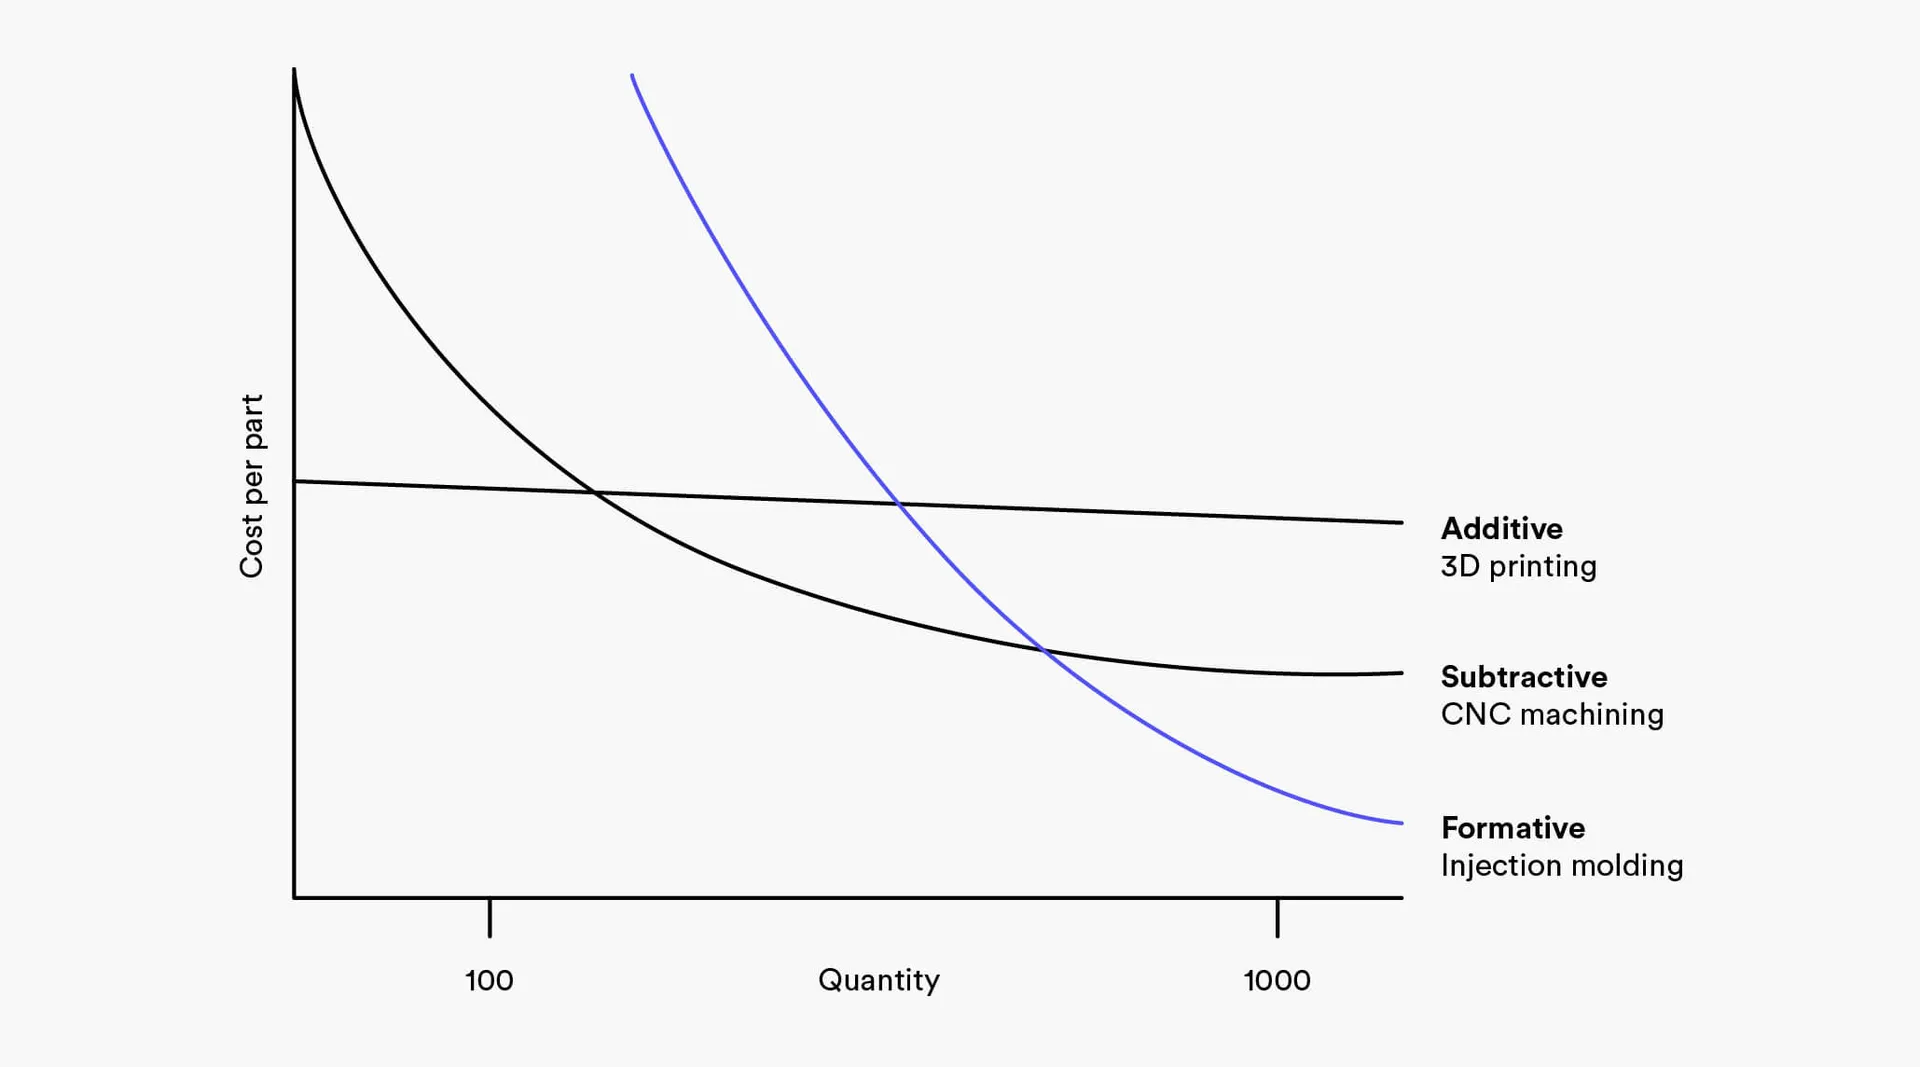 Cost per part
Additive
3D printing
Subtractive
CNC machining
Formative
Injection molding
100
Quantity
1000